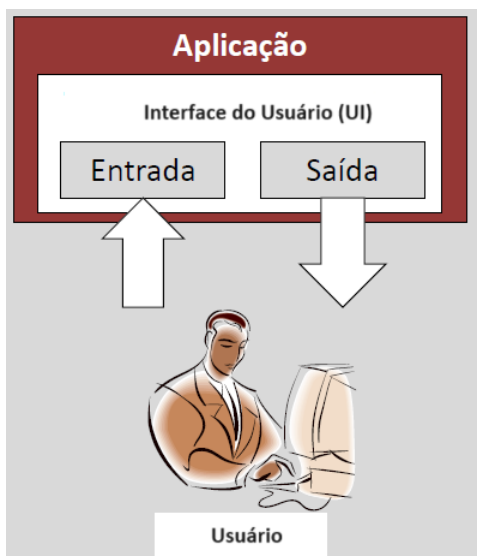 Aplicação
Interface do Usuário (UI)
Entrada
Saída
Usuário